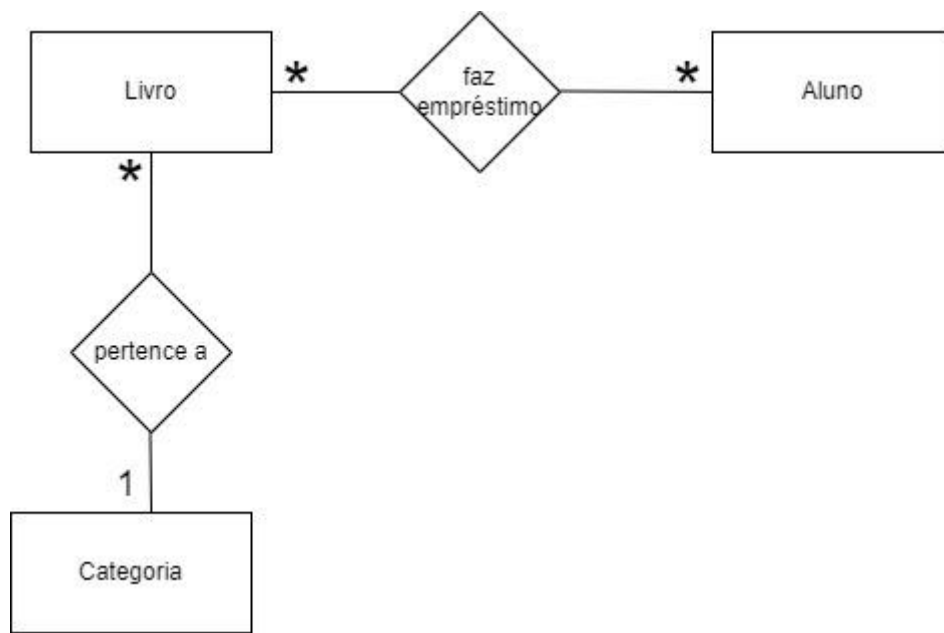 Livro
*
faz
empréstimo
*
Aluno
*
pertence a
1
Categoria